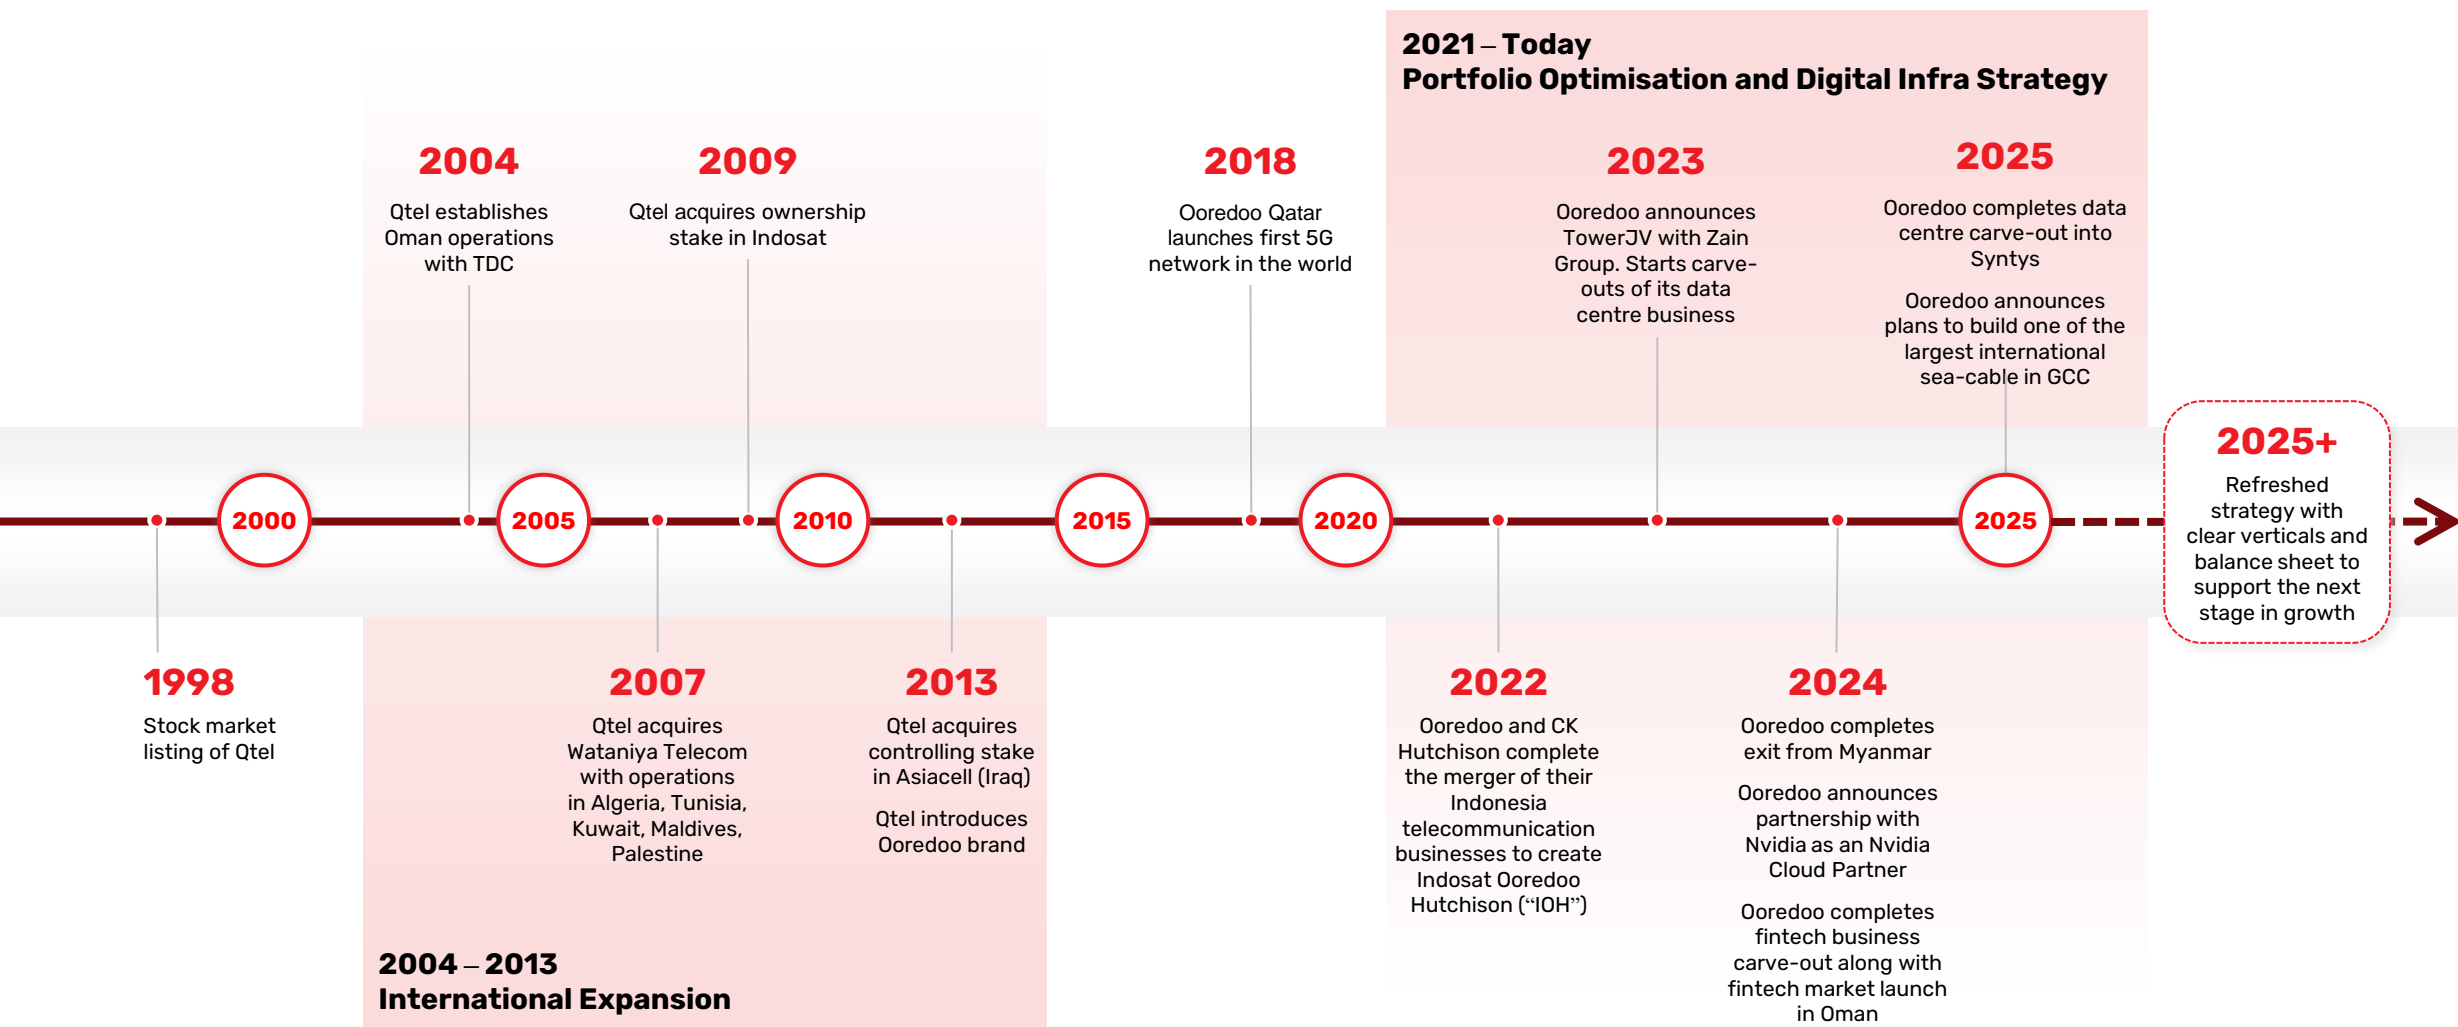 2021 – Today
Portfolio Optimisation and Digital Infra Strategy
2004
Qtel establishes
Oman operations
with TDC
2009
Qtel acquires ownership
stake in Indosat
2018
Ooredoo Qatar
launches first 5G
network in the world
2023
Ooredoo announces
TowerJV with Zain
Group. Starts carve-
outs of its data
centre business
2025
Ooredoo completes data
centre carve-out into
Syntys
Ooredoo announces
plans to build one of the
largest international
sea-cable in GCC
2000
2005
2010
2015
2020
2025
2025+
Refreshed
strategy with
clear verticals and
balance sheet to
support the next
stage in growth
1998
Stock market
listing of Qtel
2007
Qtel acquires
Wataniya Telecom
with operations
in Algeria, Tunisia,
Kuwait, Maldives,
Palestine
2013
Qtel acquires
controlling stake
in Asiacell (Iraq)
Qtel introduces
Ooredoo brand
2022
Ooredoo and CK
Hutchison complete
the merger of their
Indonesia
telecommunication
businesses to create
Indosat Ooredoo
Hutchison (“IOH”)
2024
Ooredoo completes
exit from Myanmar
Ooredoo announces
partnership with
Nvidia as an Nvidia
Cloud Partner
Ooredoo completes
fintech business
carve-out along with
fintech market launch
in Oman
2004 – 2013
International Expansion